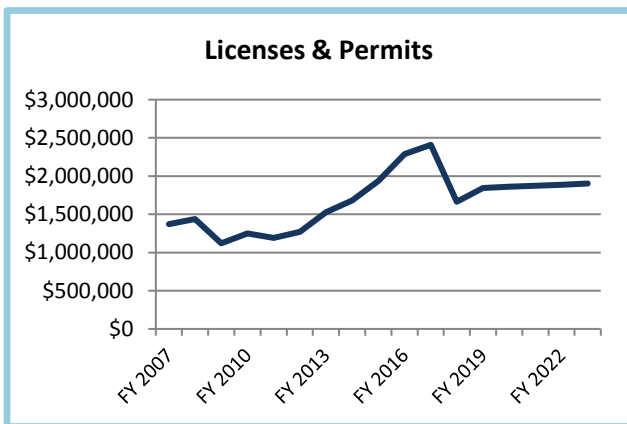 Licenses & Permits
$3,000,000
$2,500,000
$2,000,000
$1,500,000
$1,000,000
$500,000
$0
FY 2007
FY 2010
FY 2013
FY 2016
FY 2019
FY 2022